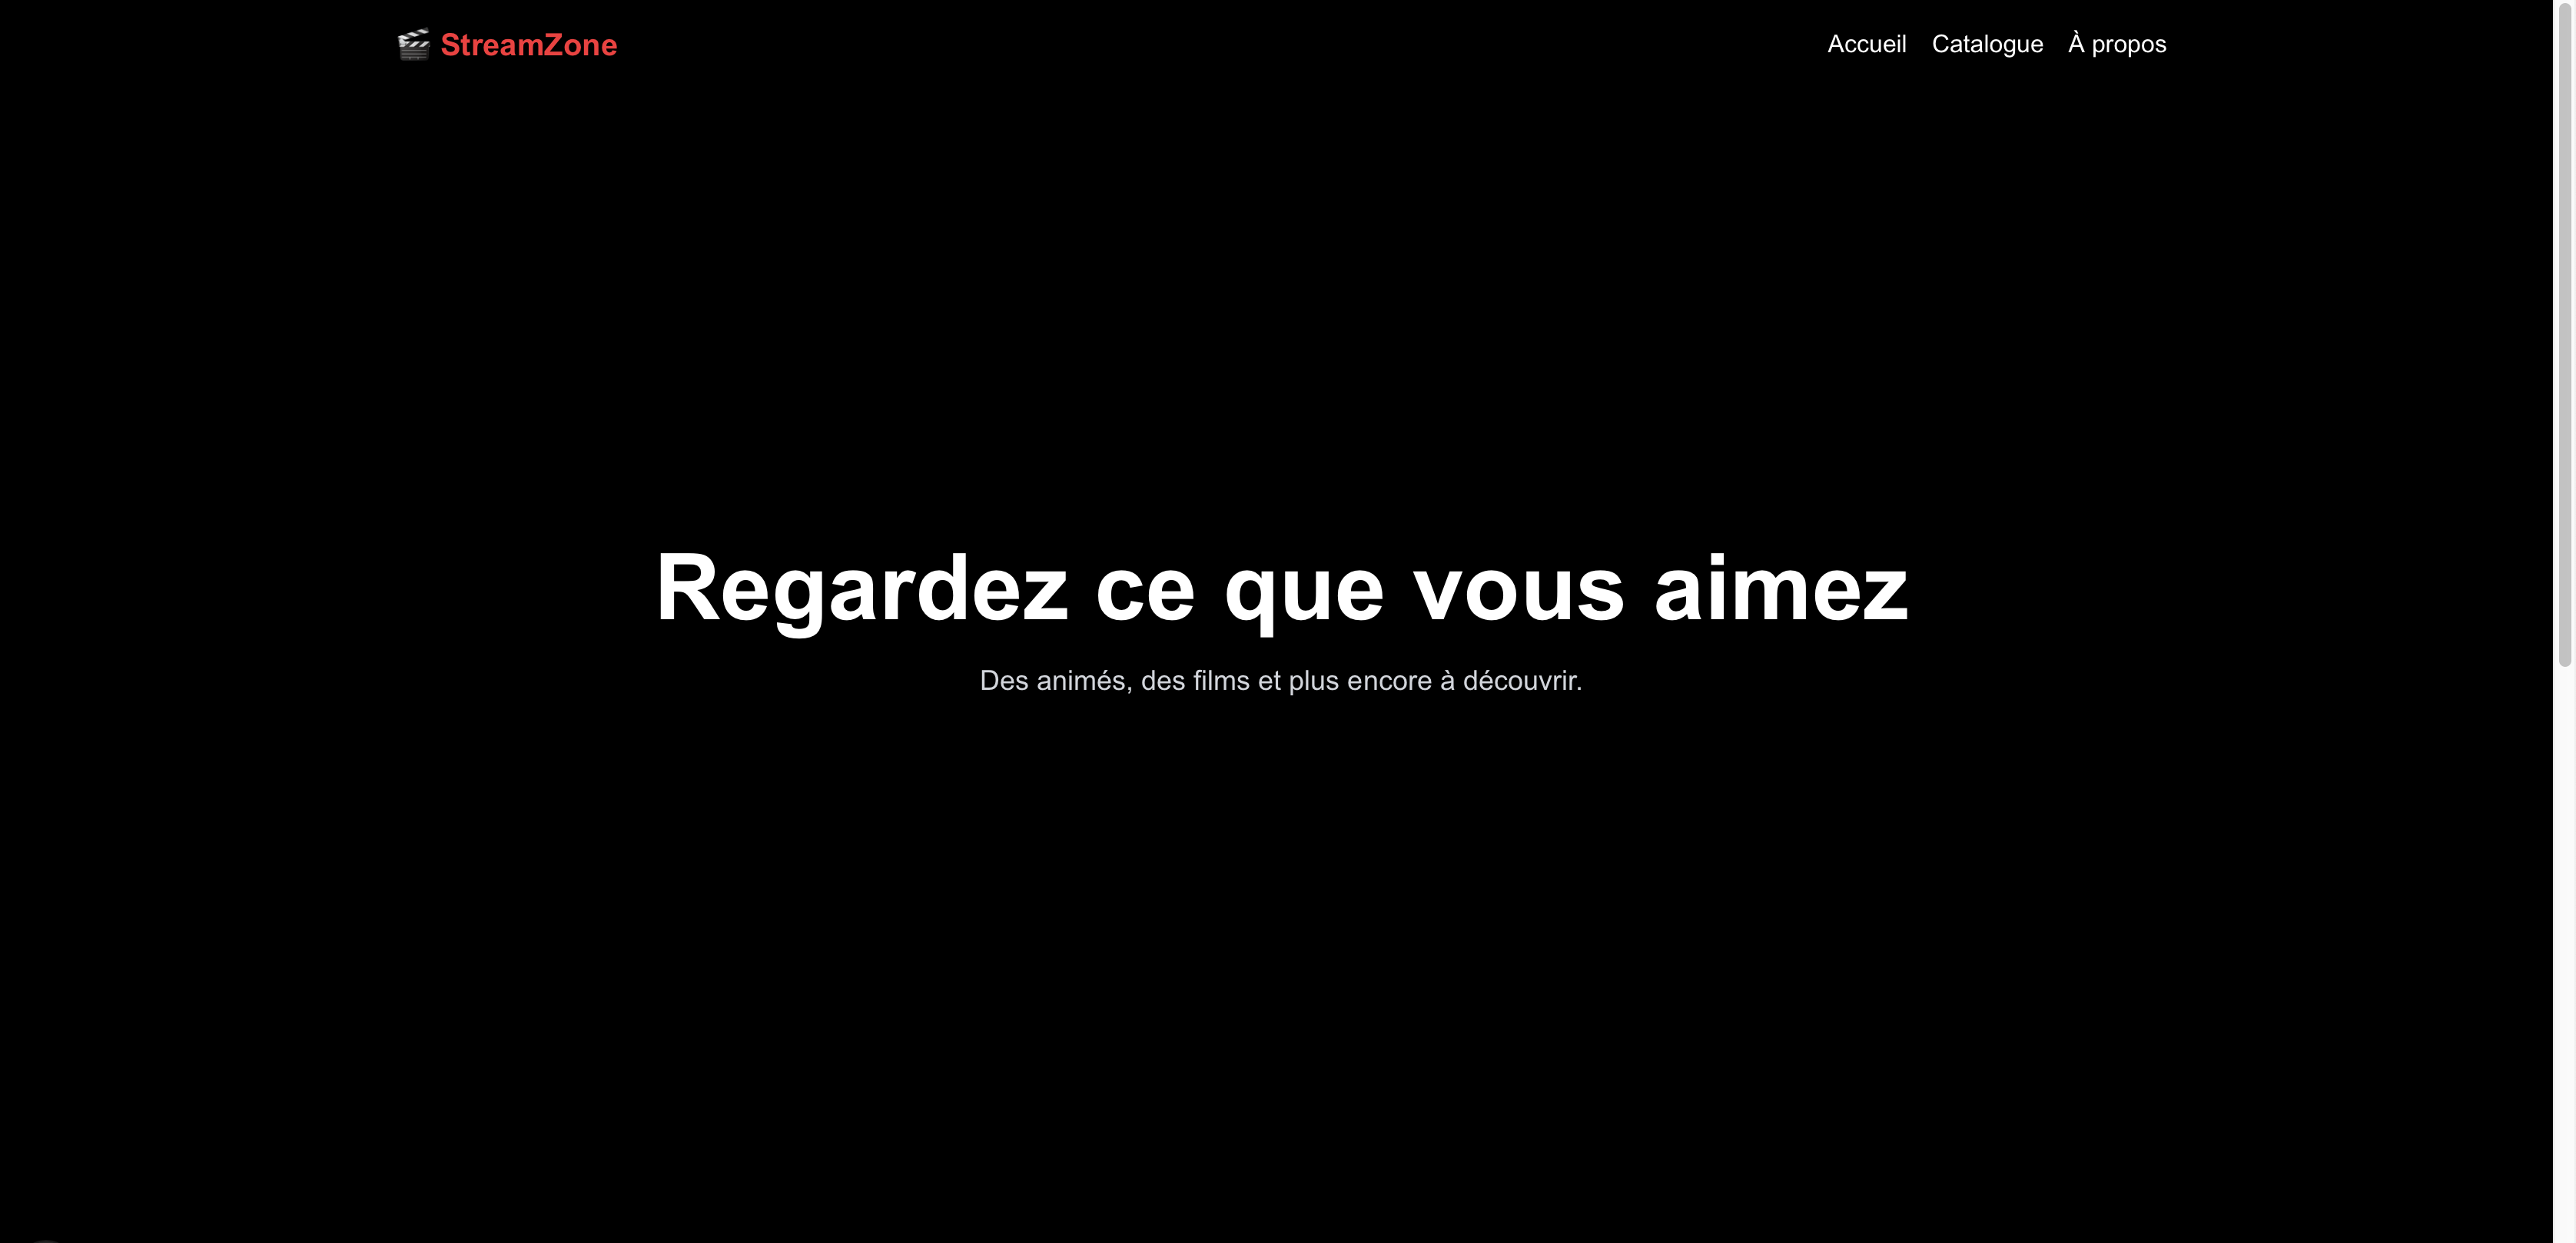 🎬 StreamZone
Accueil Catalogue À propos
Regardez ce que vous aimez
Des animés, des films et plus encore à découvrir.